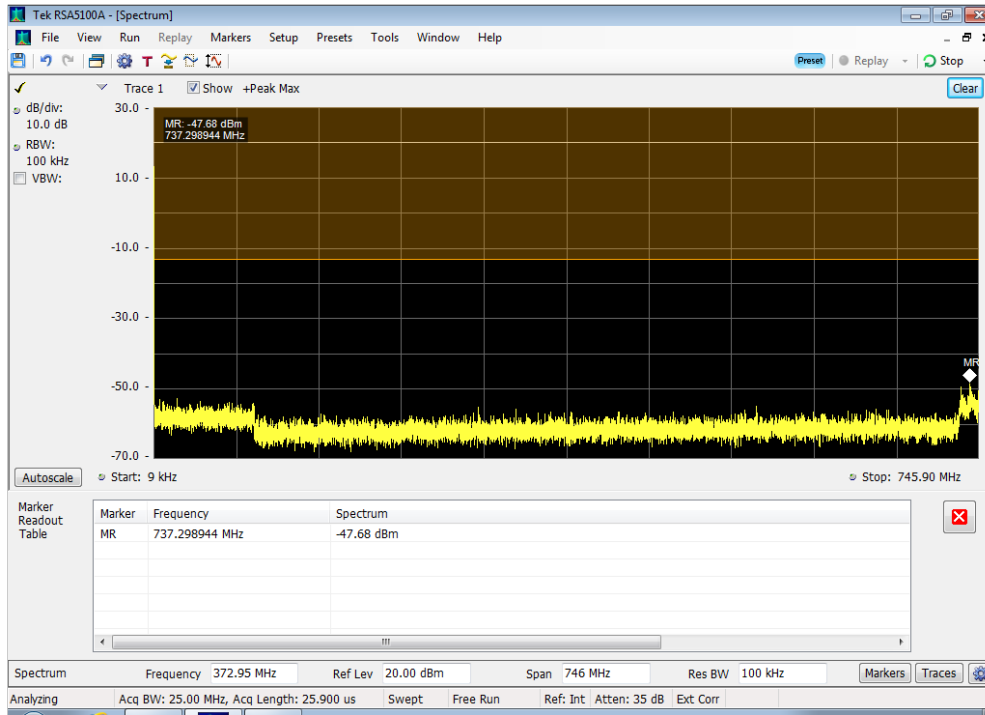 Tek RSA5100A - [Spectrum]
File View Run Replay Markers Setup Presets Tools Window Help
T Preset Replay Stop
Trace 1 Show +Peak Max Clear
dB/div:
10.0 dB
RBW:
100 kHz
VBW:
30.0
10.0
-10.0
-30.0
-50.0
-70.0
MR: -47.68 dBm
737.298944 MHz
MR
Autoscale Start: 9 kHz Stop: 745.90 MHz
Marker
Readout
Table
Marker Frequency Spectrum
MR 737.298944 MHz -47.68 dBm
Spectrum Frequency 372.95 MHz Ref Lev 20.00 dBm Span 746 MHz Res BW 100 kHz Markers Traces
Analyzing Acq BW: 25.00 MHz, Acq Length: 25.900 us Swept Free Run Ref: Int Atten: 35 dB Ext Corr